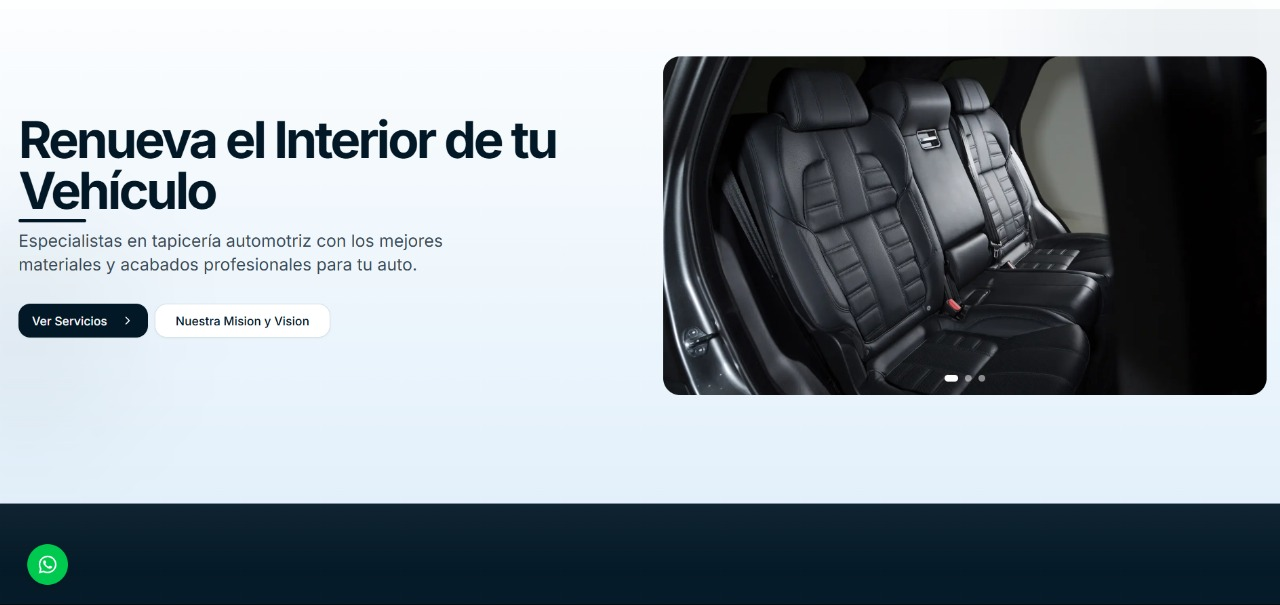 Renueva el Interior de tu
Vehículo
Especialistas en tapicería automotriz con los mejores
materiales y acabados profesionales para tu auto.
Ver Servicios
Nuestra Mision y Vision